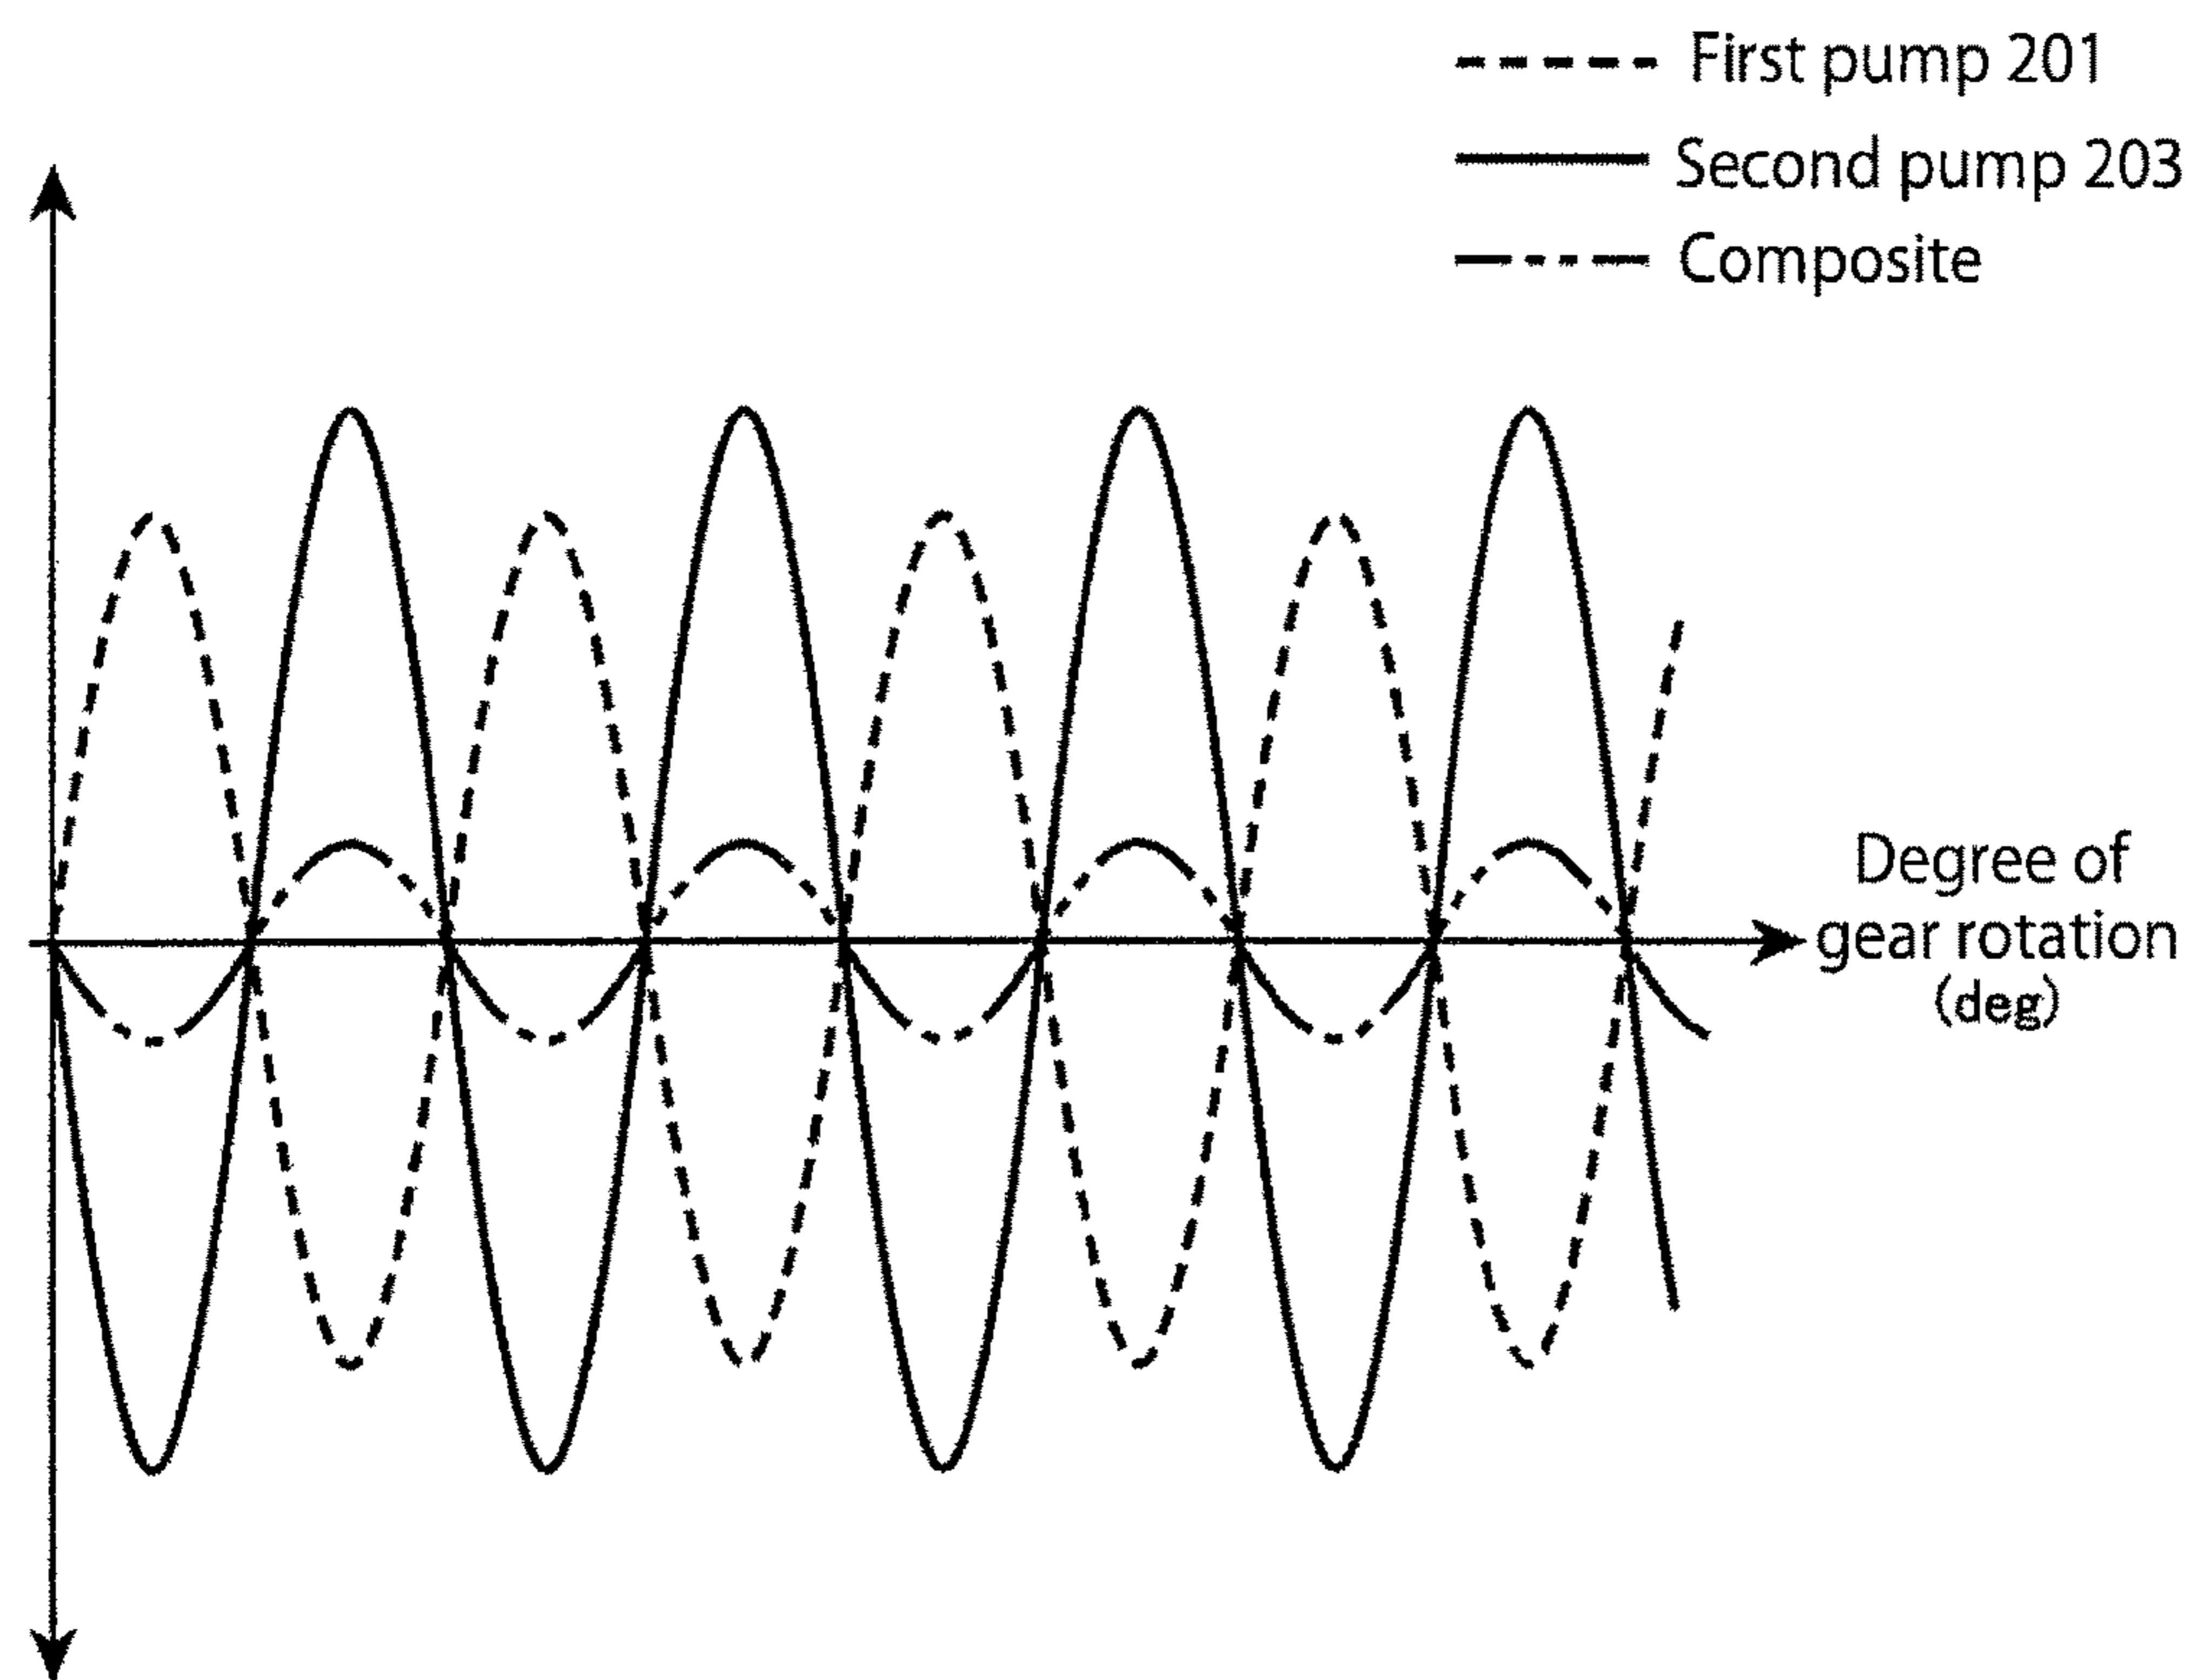 First pump 201
Second pump 203
Composite
Degree of
gear rotation
(deg)